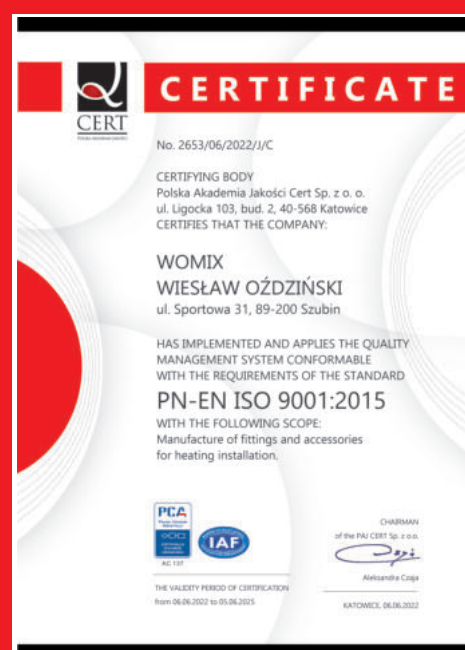 CERT
CERTIFICATE
No. 2653/06/2022/J/C
CERTIFYING BODY
Polska Akademia Jakości Cert Sp. z o. o.
ul. Ligocka 103, bud. 2, 40-568 Katowice
CERTIFIES THAT THE COMPANY:
WOMIX
WIESŁAW OŹDZIŃSKI
ul. Sportowa 31, 89-200 Szubin
HAS IMPLEMENTED AND APPLIES THE QUALITY
MANAGEMENT SYSTEM CONFORMABLE
WITH THE REQUIREMENTS OF THE STANDARD
PN-EN ISO 9001:2015
WITH THE FOLLOWING SCOPE:
Manufacture of fittings and accessories
for heating installation.
PCA
IAF
AC 137
CHAIRMAN
of the PAJ CERT Sp. z o.o.
Aleksandra Czaja
THE VALIDITY PERIOD OF CERTIFICATION
from 06.06.2022 to 05.06.2025
KATOWICE, 06.06.2022